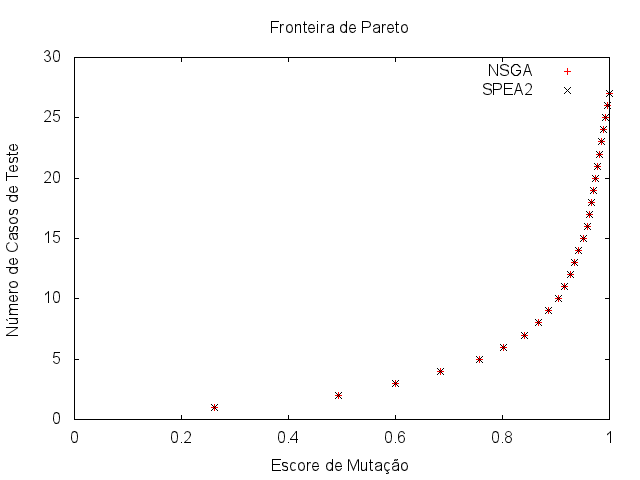 Fronteira de Pareto
NSGA
SPEA2
30
25
20
15
10
5
0
Número de Casos de Teste
0 0.2 0.4 0.6 0.8 1
Escore de Mutação